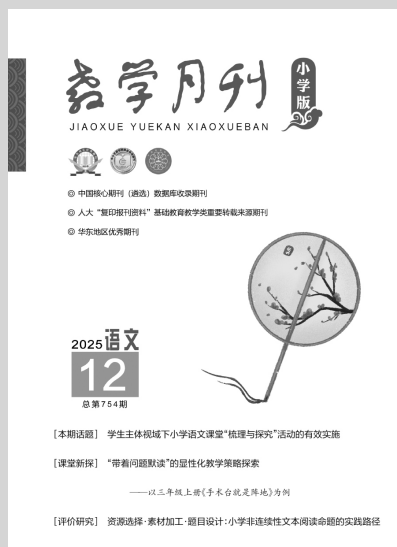 教学月刊
小学版
JIAOXUE YUEKAN XIAOXUEBAN
◎ 中国核心期刊（遴选）数据库收录期刊
◎ 人大“复印报刊资料”基础教育教学类重要转载来源期刊
◎ 华东地区优秀期刊
2025 语文
12
总第754期
［本期话题］ 学生主体视域下小学语文课堂“梳理与探究”活动的有效实施
［课堂新探］ “带着问题默读”的显性化教学策略探索
——以三年级上册《手术台就是阵地》为例
［评价研究］ 资源选择·素材加工·题目设计：小学非连续性文本阅读命题的实践路径